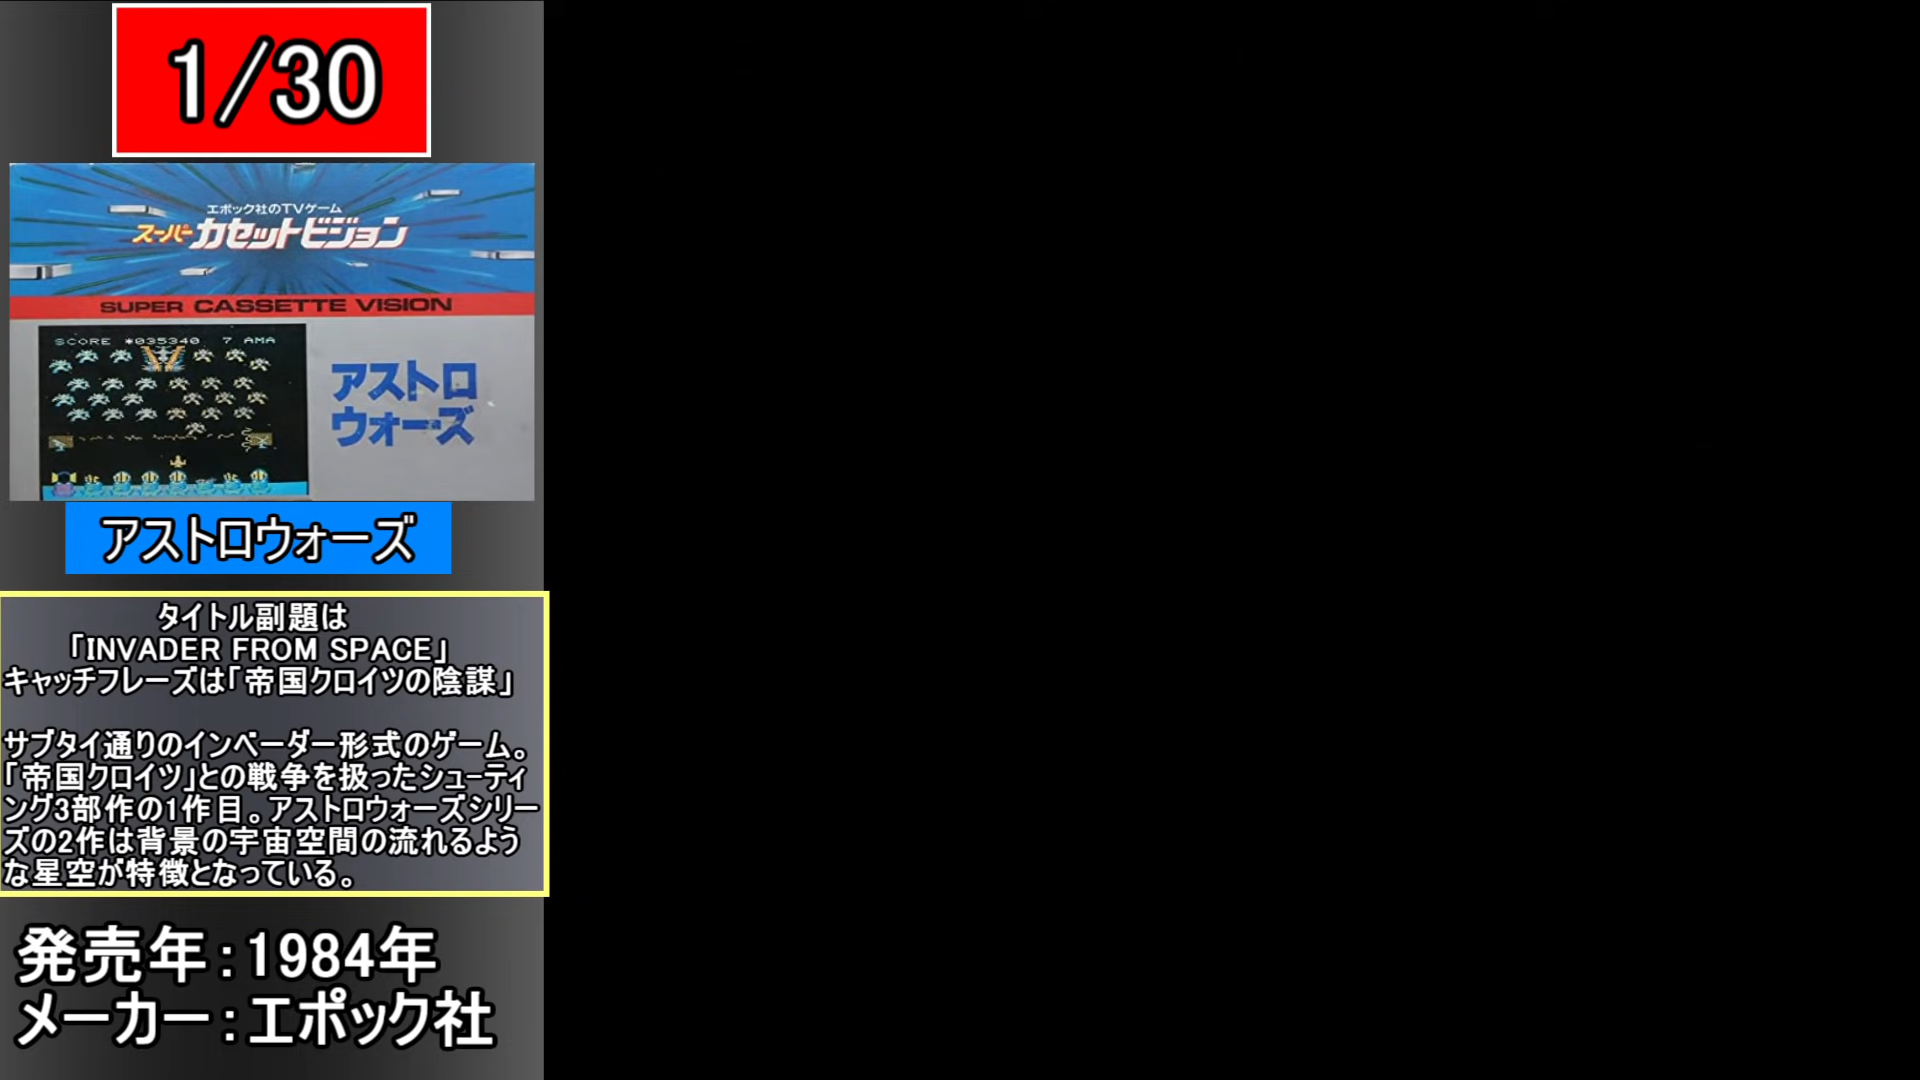 1/30
エポック社のTVゲーム
スーパーカセットビジョン
SUPER CASSETTE VISION
SCORE *035340 7 AMA
アストロ
ウォーズ
アストロウォーズ
タイトル副題は
「INVADER FROM SPACE」
キャッチフレーズは「帝国クロイツの陰謀」
サブタイ通りのインベーダー形式のゲーム。
「帝国クロイツ」との戦争を扱ったシューティ
ング3部作の1作目。アストロウォーズシリー
ズの2作は背景の宇宙空間の流れるよう
な星空が特徴となっている。
発売年：1984年
メーカー：エポック社